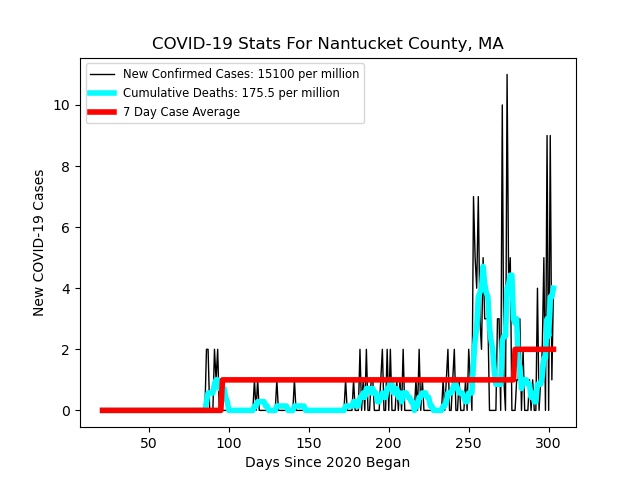 COVID-19 Stats For Nantucket County, MA
New Confirmed Cases: 15100 per million
Cumulative Deaths: 175.5 per million
7 Day Case Average
10
8
6
4
2
0
New COVID-19 Cases
50 100 150 200 250 300
Days Since 2020 Began